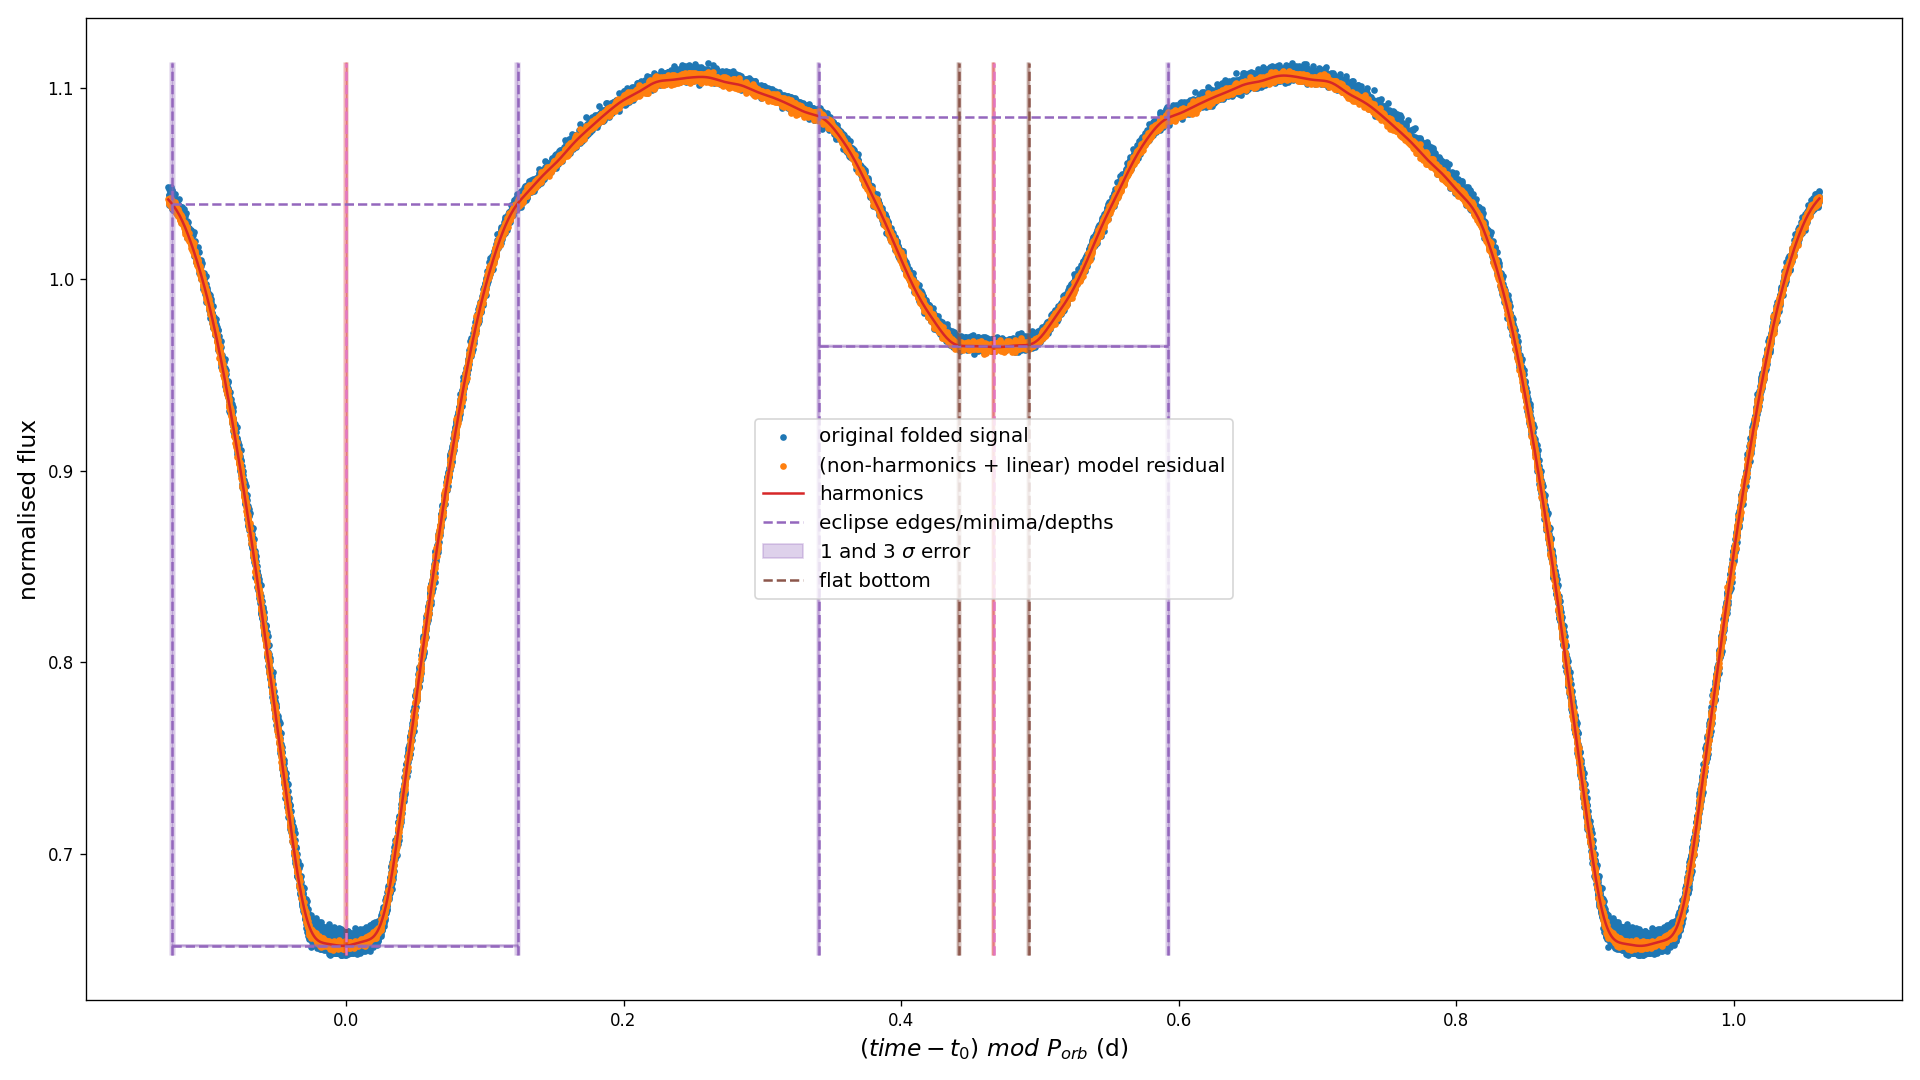 1.1
1.0
0.9
0.8
0.7
normalised flux
original folded signal
(non-harmonics + linear) model residual
harmonics
eclipse edges/minima/depths
1 and 3 σ error
flat bottom
0.0 0.2 0.4 0.6 0.8 1.0
(time − t₀) mod Pₒᵣb (d)